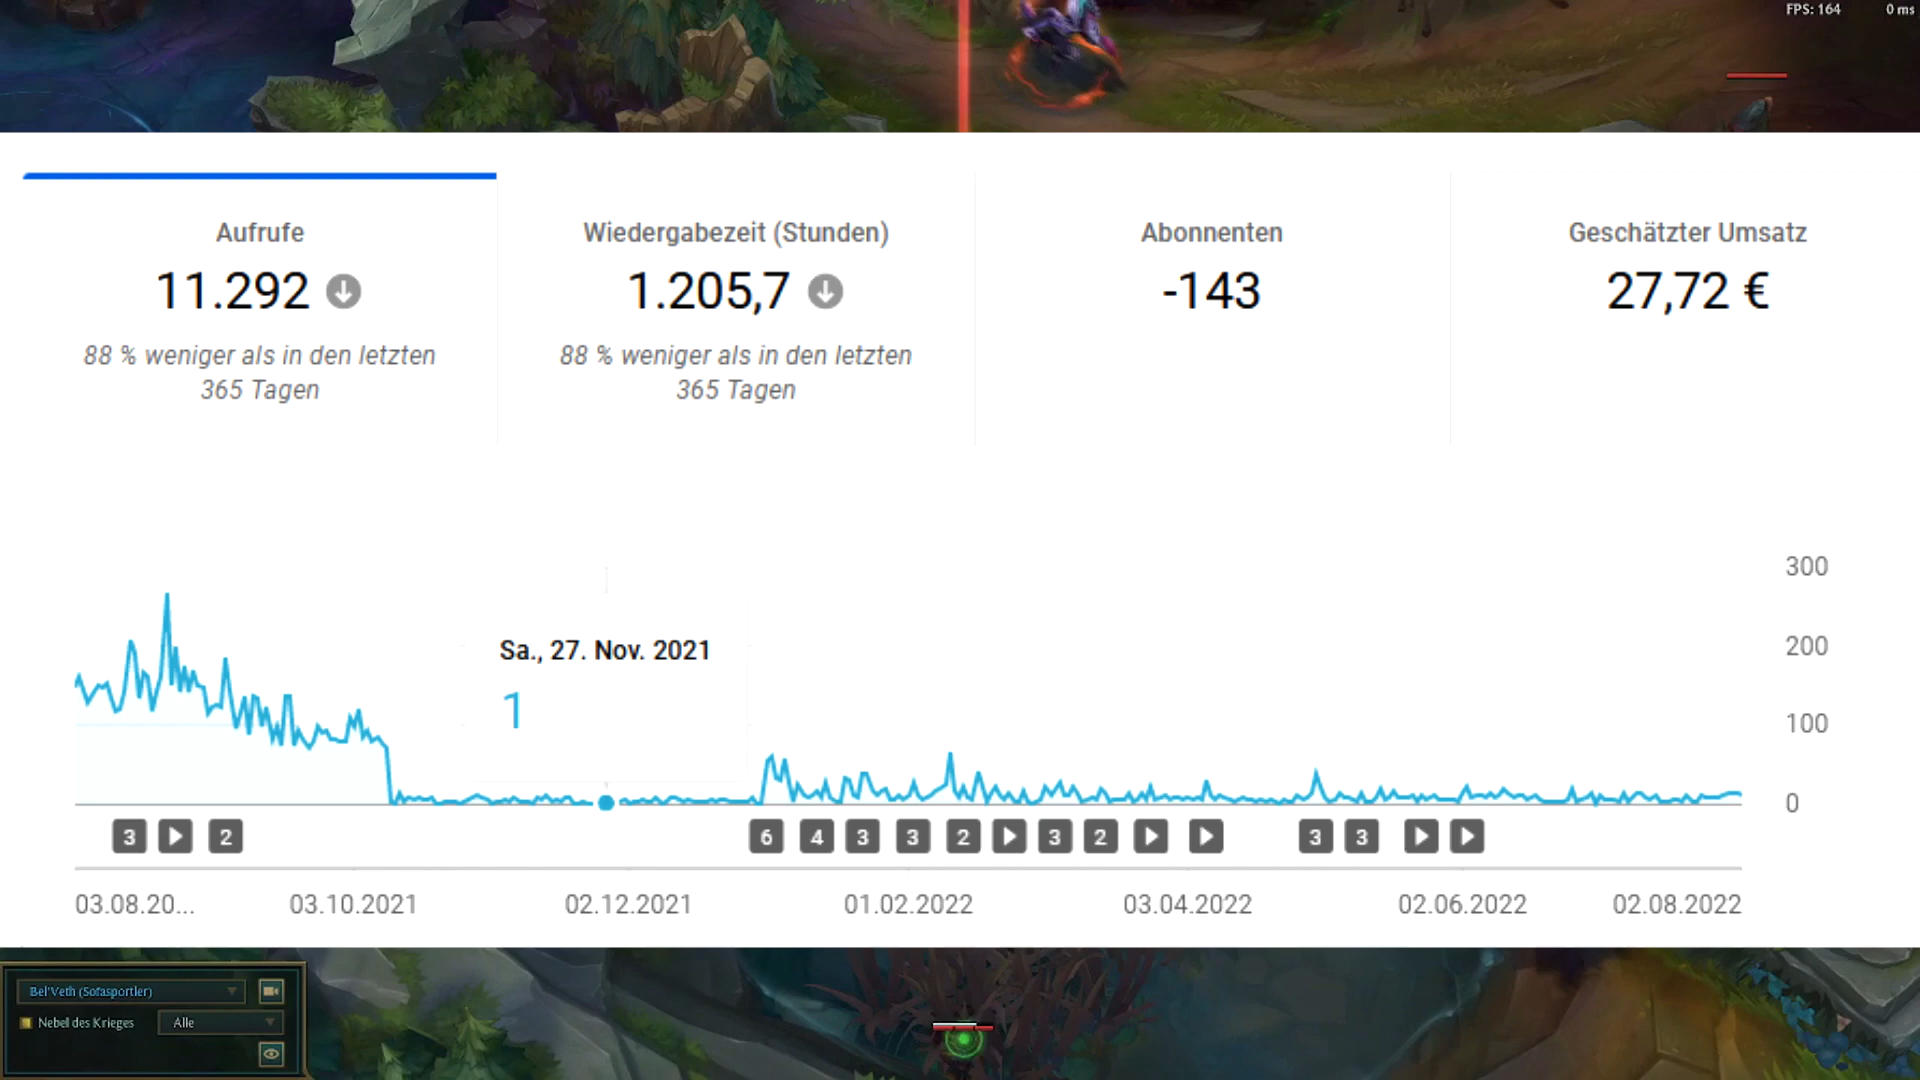 FPS: 164 0 ms
Aufrufe
11.292
88 % weniger als in den letzten
365 Tagen
Wiedergabezeit (Stunden)
1.205,7
88 % weniger als in den letzten
365 Tagen
Abonnenten
-143
Geschätzter Umsatz
27,72 €
300
200
100
0
Sa., 27. Nov. 2021
1
3 2 6 4 3 3 2 3 2 3 3
03.08.20... 03.10.2021 02.12.2021 01.02.2022 03.04.2022 02.06.2022 02.08.2022
Bel'Veth (Sofasportler)
Nebel des Krieges Alle